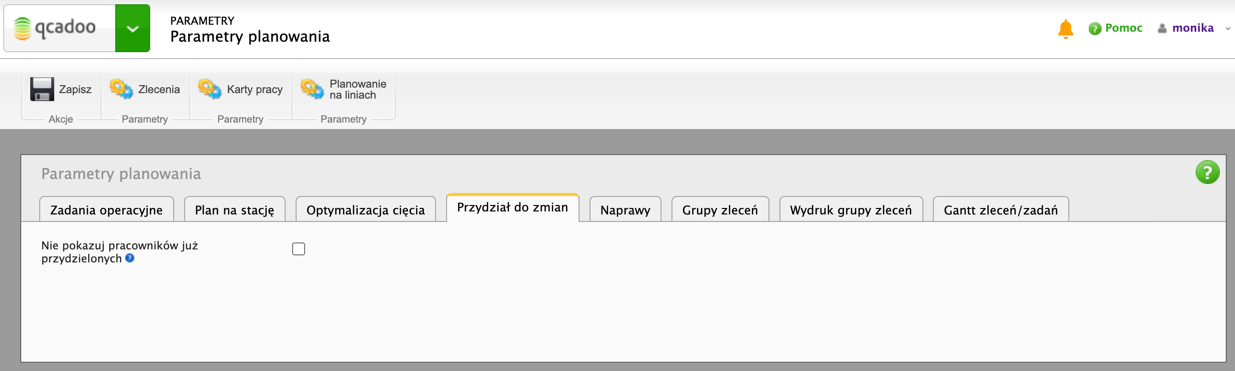 qcadoo
PARAMETRY
Parametry planowania
Pomoc
monika
Zapisz
Zlecenia
Karty pracy
Planowanie
na liniach
Akcje
Parametry
Parametry
Parametry
Parametry planowania
?
Zadania operacyjne
Plan na stację
Optymalizacja cięcia
Przydział do zmian
Naprawy
Grupy zleceń
Wydruk grupy zleceń
Gantt zleceń/zadań
Nie pokazuj pracowników już
przydzielonych ?